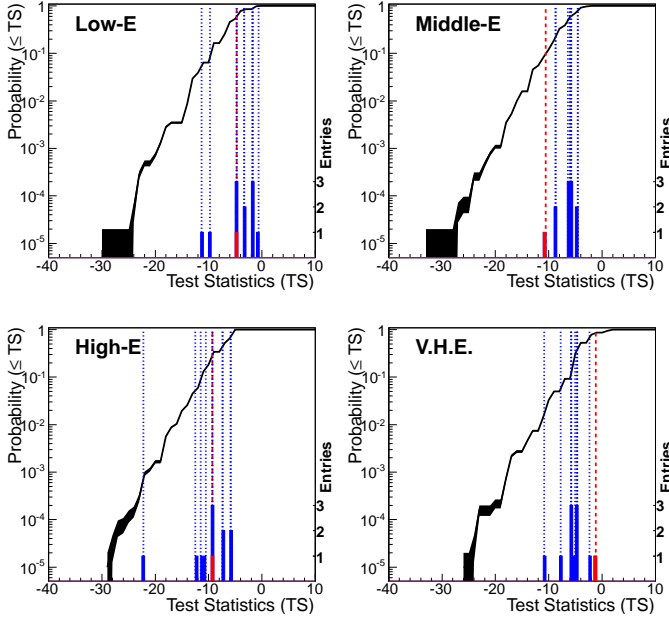 Low-E
Probability (≤ TS)
1
10⁻¹
10⁻²
10⁻³
10⁻⁴
10⁻⁵
Entries
3
2
1
-40 -30 -20 -10 0 10
Test Statistics (TS)
Middle-E
Probability (≤ TS)
1
10⁻¹
10⁻²
10⁻³
10⁻⁴
10⁻⁵
Entries
3
2
1
-40 -30 -20 -10 0 10
Test Statistics (TS)
High-E
Probability (≤ TS)
1
10⁻¹
10⁻²
10⁻³
10⁻⁴
10⁻⁵
Entries
3
2
1
-40 -30 -20 -10 0 10
Test Statistics (TS)
V.H.E.
Probability (≤ TS)
1
10⁻¹
10⁻²
10⁻³
10⁻⁴
10⁻⁵
Entries
3
2
1
-40 -30 -20 -10 0 10
Test Statistics (TS)